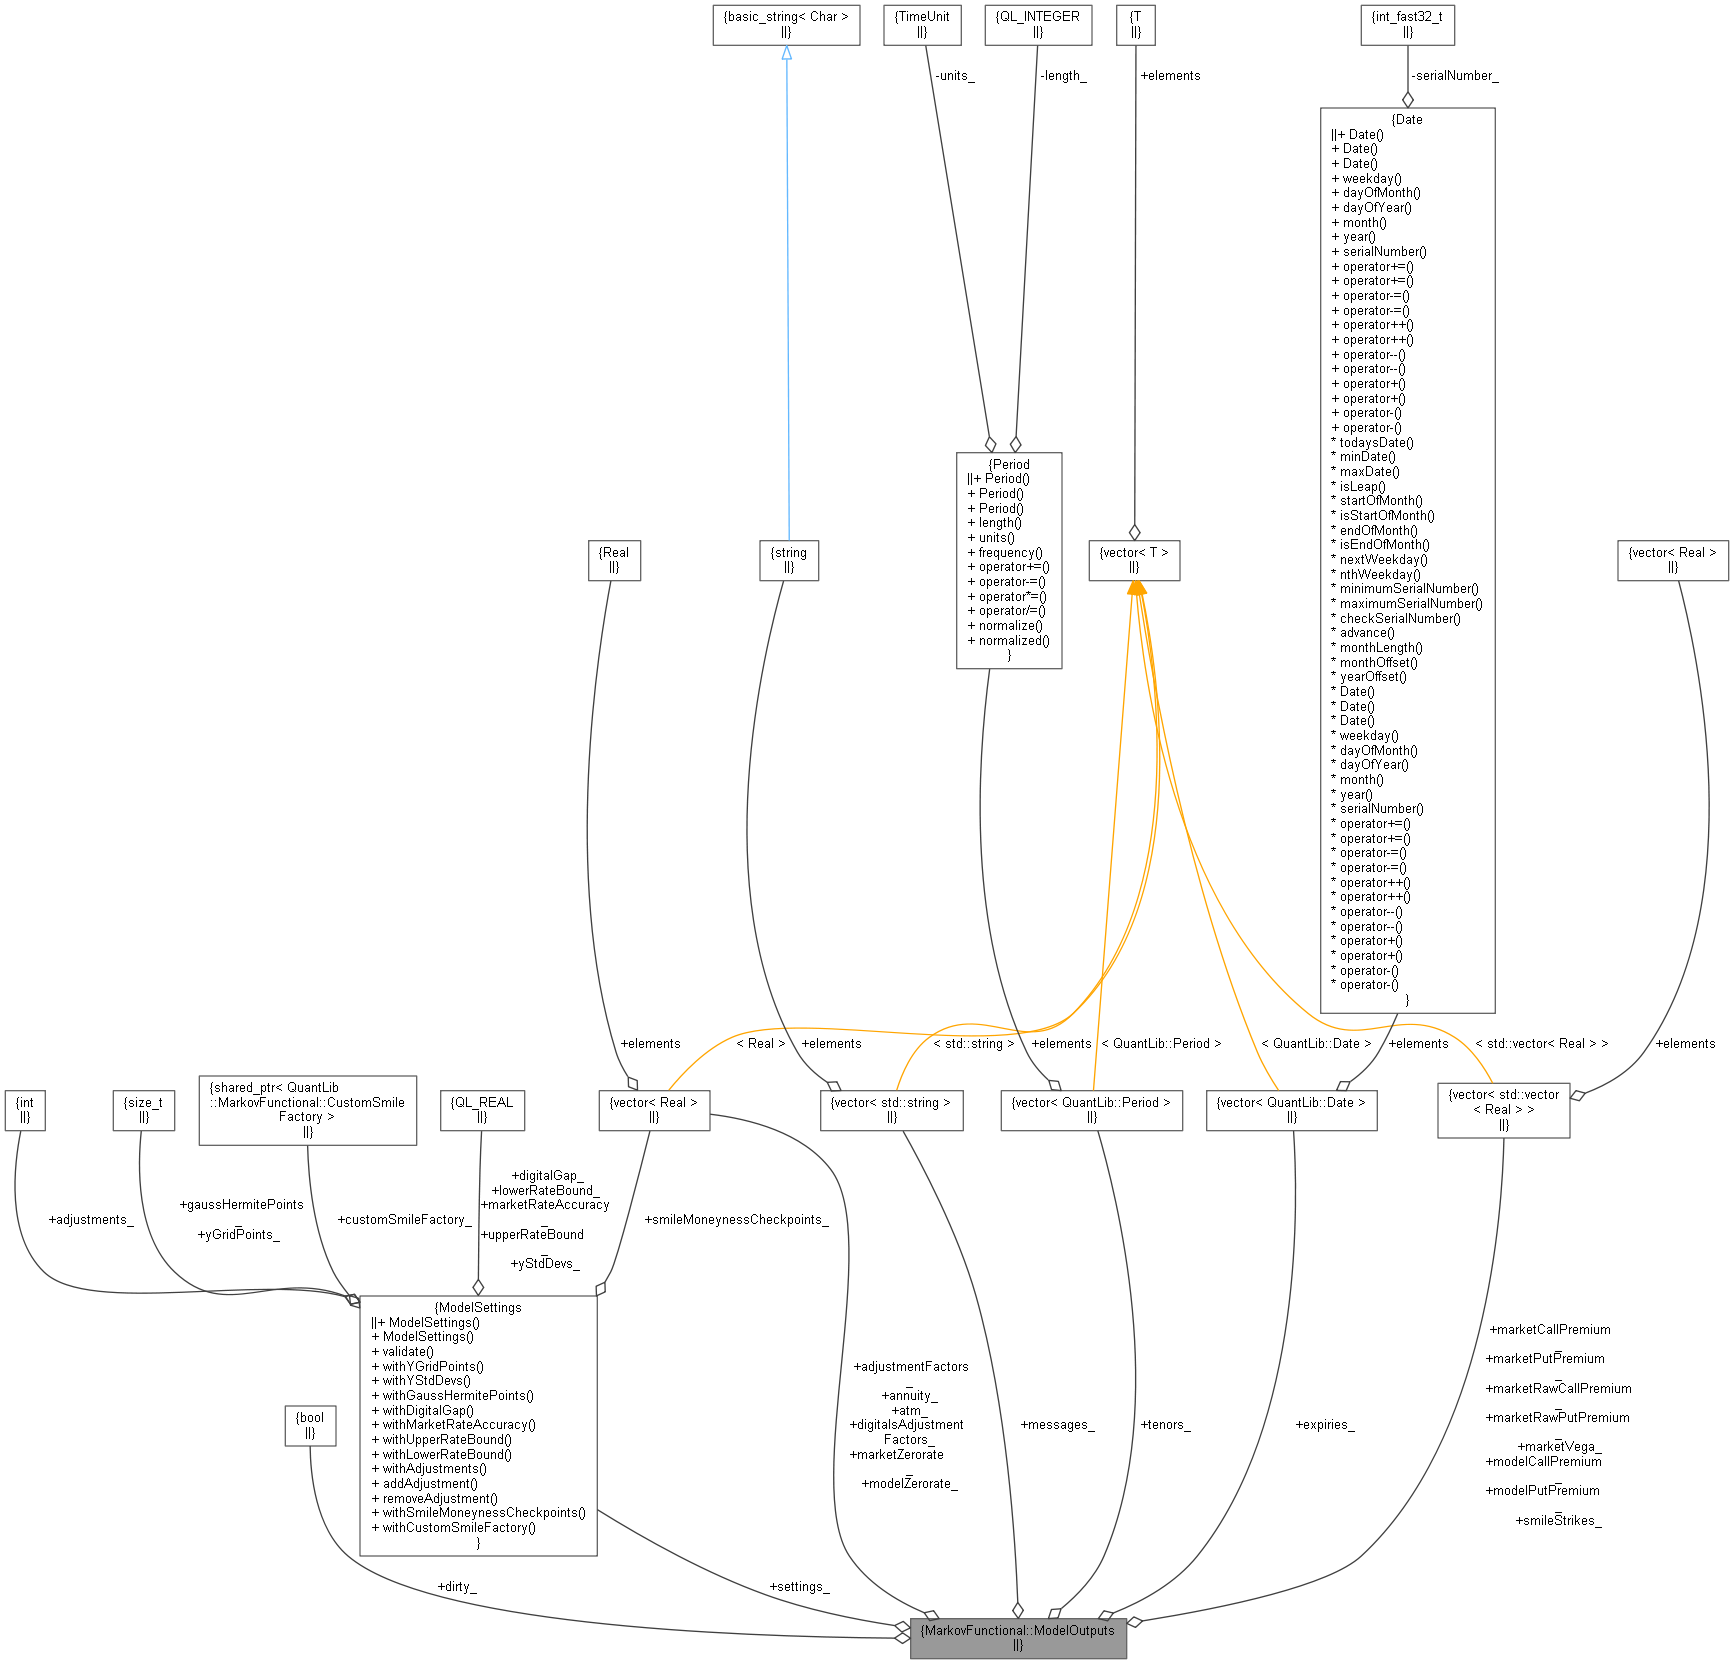 {basic_string< Char >
||}
{TimeUnit
||}
{QL_INTEGER
||}
{T
||}
{int_fast32_t
||}
-units_
-length_
+elements
-serialNumber_
{Date
||+ Date()
+ Date()
+ Date()
+ weekday()
+ dayOfMonth()
+ dayOfYear()
+ month()
+ year()
+ serialNumber()
+ operator+=()
+ operator+=()
+ operator-=()
+ operator-=()
+ operator++()
+ operator++()
+ operator--()
+ operator--()
+ operator+()
+ operator+()
+ operator-()
+ operator-()
* todaysDate()
* minDate()
* maxDate()
* isLeap()
* startOfMonth()
* isStartOfMonth()
* endOfMonth()
* isEndOfMonth()
* nextWeekday()
* nthWeekday()
* minimumSerialNumber()
* maximumSerialNumber()
* checkSerialNumber()
* advance()
* monthLength()
* monthOffset()
* yearOffset()
* Date()
* Date()
* Date()
* weekday()
* dayOfMonth()
* dayOfYear()
* month()
* year()
* serialNumber()
* operator+=()
* operator+=()
* operator-=()
* operator-=()
* operator++()
* operator++()
* operator--()
* operator--()
* operator+()
* operator+()
* operator-()
* operator-()
}
{Period
||+ Period()
+ Period()
+ Period()
+ length()
+ units()
+ frequency()
+ operator+=()
+ operator-=()
+ operator*=()
+ operator/=()
+ normalize()
+ normalized()
}
{Real
||}
{string
||}
{vector< T >
||}
{vector< Real >
||}
+elements
< Real >
+elements
< std::string >
+elements
< QuantLib::Period >
< QuantLib::Date >
+elements
< std::vector< Real > >
+elements
{int
||}
{size_t
||}
{shared_ptr< QuantLib
::MarkovFunctional::CustomSmile
Factory >
||}
{QL_REAL
||}
{vector< Real >
||}
{vector< std::string >
||}
{vector< QuantLib::Period >
||}
{vector< QuantLib::Date >
||}
{vector< std::vector
< Real > >
||}
+adjustments_
+gaussHermitePoints
_
+yGridPoints_
+customSmileFactory_
+digitalGap_
+lowerRateBound_
+marketRateAccuracy
_
+upperRateBound
_
+yStdDevs_
+smileMoneynessCheckpoints_
{ModelSettings
||+ ModelSettings()
+ ModelSettings()
+ validate()
+ withYGridPoints()
+ withYStdDevs()
+ withGaussHermitePoints()
+ withDigitalGap()
+ withMarketRateAccuracy()
+ withUpperRateBound()
+ withLowerRateBound()
+ withAdjustments()
+ addAdjustment()
+ removeAdjustment()
+ withSmileMoneynessCheckpoints()
+ withCustomSmileFactory()
}
{bool
||}
+adjustmentFactors
_
+annuity_
+atm_
+digitalsAdjustment
Factors_
+marketZerorate
_
+modelZerorate_
+messages_
+tenors_
+expiries_
+marketCallPremium
_
+marketPutPremium
_
+marketRawCallPremium
_
+marketRawPutPremium
_
+marketVega_
+modelCallPremium
_
+modelPutPremium
_
+smileStrikes_
+dirty_
+settings_
{MarkovFunctional::ModelOutputs
||}